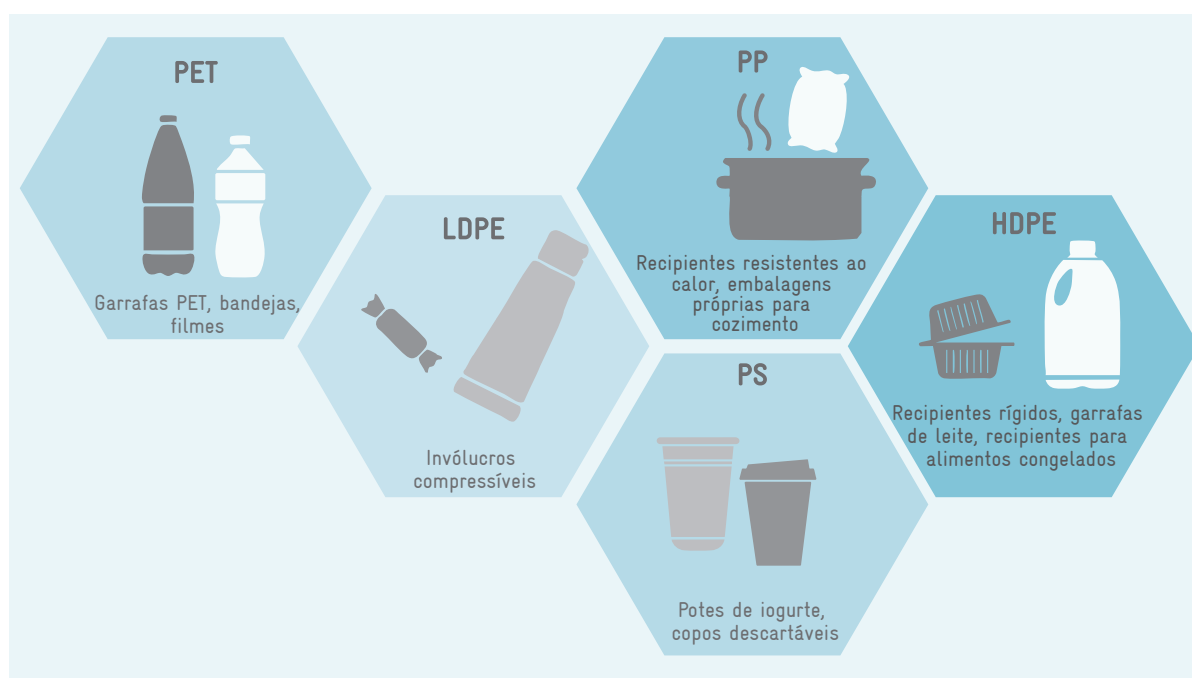 PET
Garrafas PET, bandejas,
filmes
LDPE
Invólucros
compressíveis
PP
Recipientes resistentes ao
calor, embalagens
próprias para
cozimento
PS
Potes de iogurte,
copos descartáveis
HDPE
Recipientes rígidos, garrafas
de leite, recipientes para
alimentos congelados